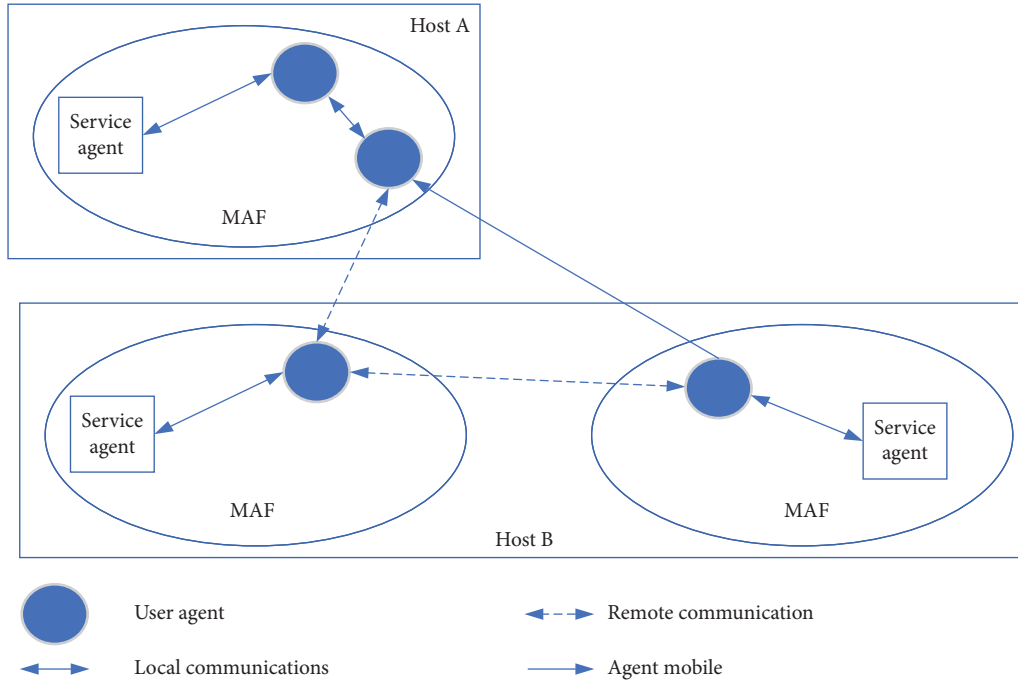 Host A
Service
agent
MAF
Service
agent
MAF
Service
agent
MAF
Host B
User agent
Remote communication
Local communications
Agent mobile